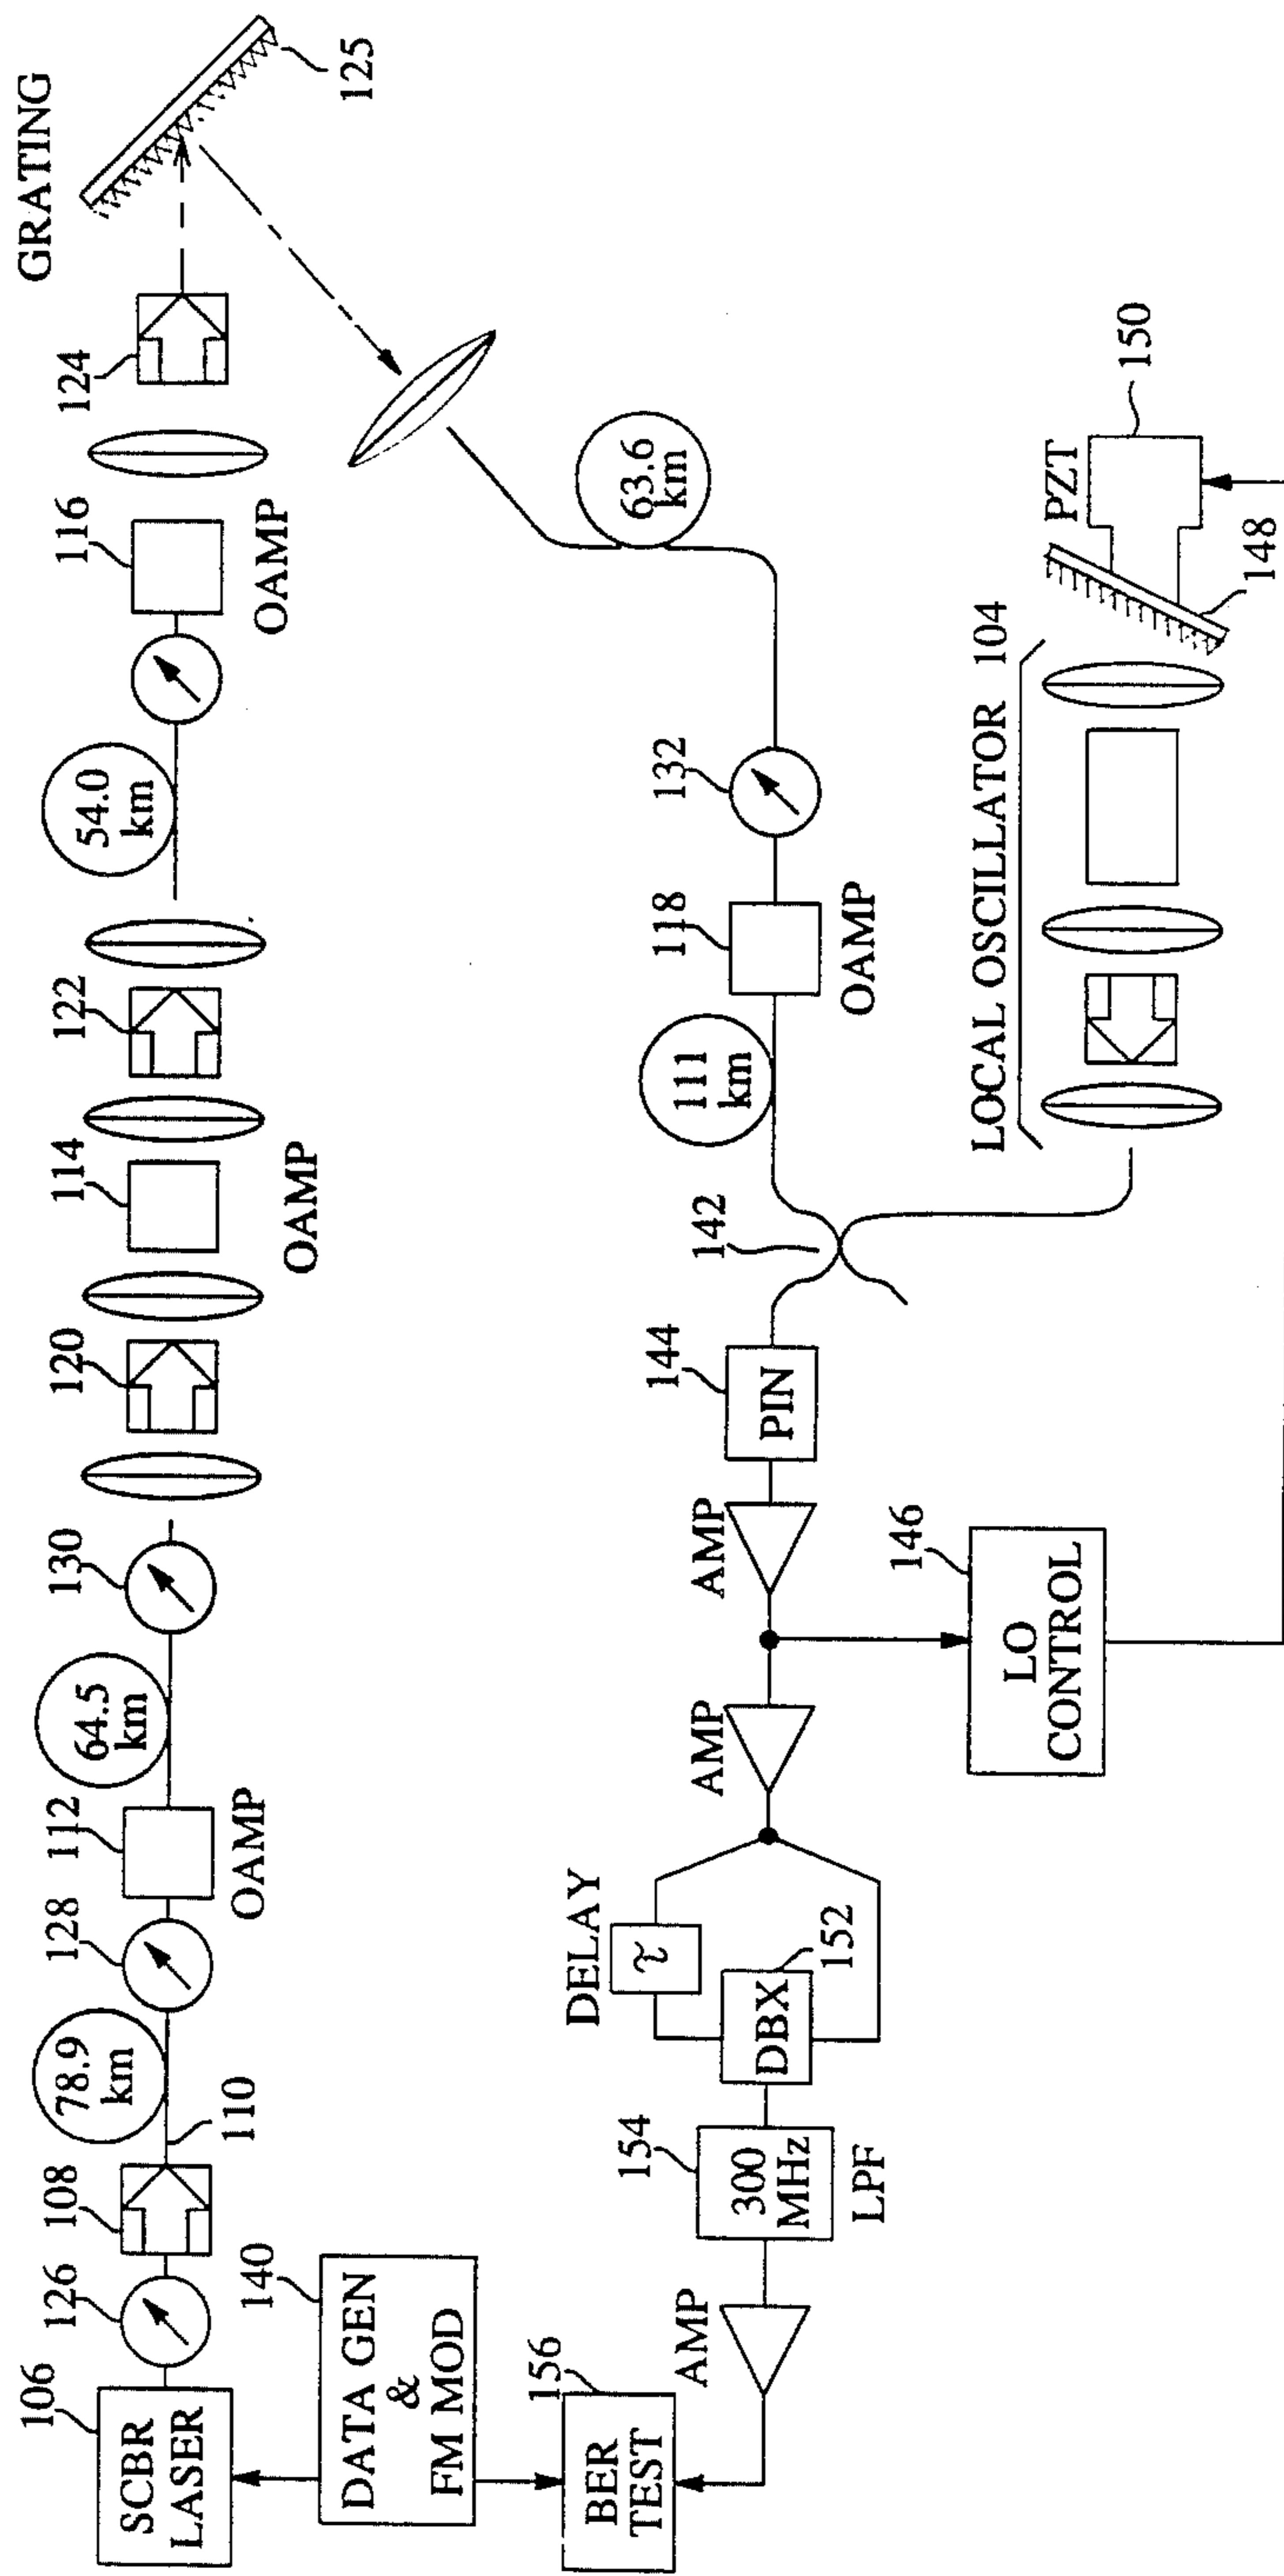 106
SCBR
LASER
126
108
110
78.9
km
128
112
OAMP
64.5
km
130
120
114
OAMP
122
54.0
km
116
OAMP
124
GRATING
125
140
DATA GEN
&
FM MOD
156
BER
TEST
AMP
154
300
MHz
LPF
DELAY
τ
DBX
152
AMP
AMP
144
PIN
142
111
km
118
OAMP
132
63.6
km
146
LO
CONTROL
LOCAL OSCILLATOR 104
PZT
150
148